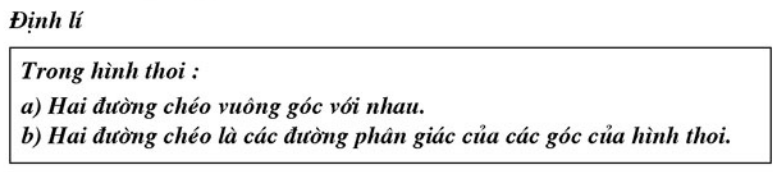 Định lí
Trong hình thoi :
a) Hai đường chéo vuông góc với nhau.
b) Hai đường chéo là các đường phân giác của các góc của hình thoi.